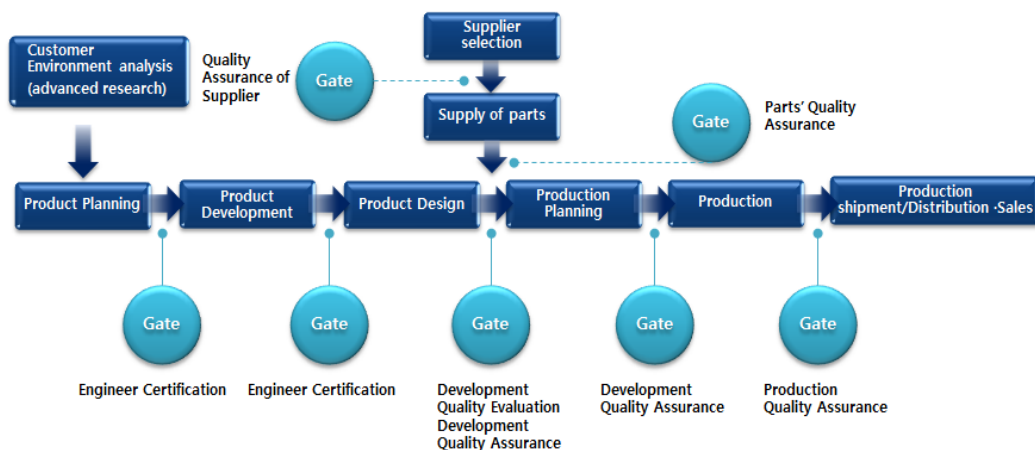 Customer
Environment analysis
(advanced research)
Quality
Assurance of
Supplier
Gate
Supplier
selection
Supply of parts
Gate
Parts' Quality
Assurance
Product Planning
Product
Development
Product Design
Production
Planning
Production
Production
shipment/Distribution ·Sales
Gate
Gate
Gate
Gate
Gate
Engineer Certification
Engineer Certification
Development
Quality Evaluation
Development
Quality Assurance
Development
Quality Assurance
Production
Quality Assurance